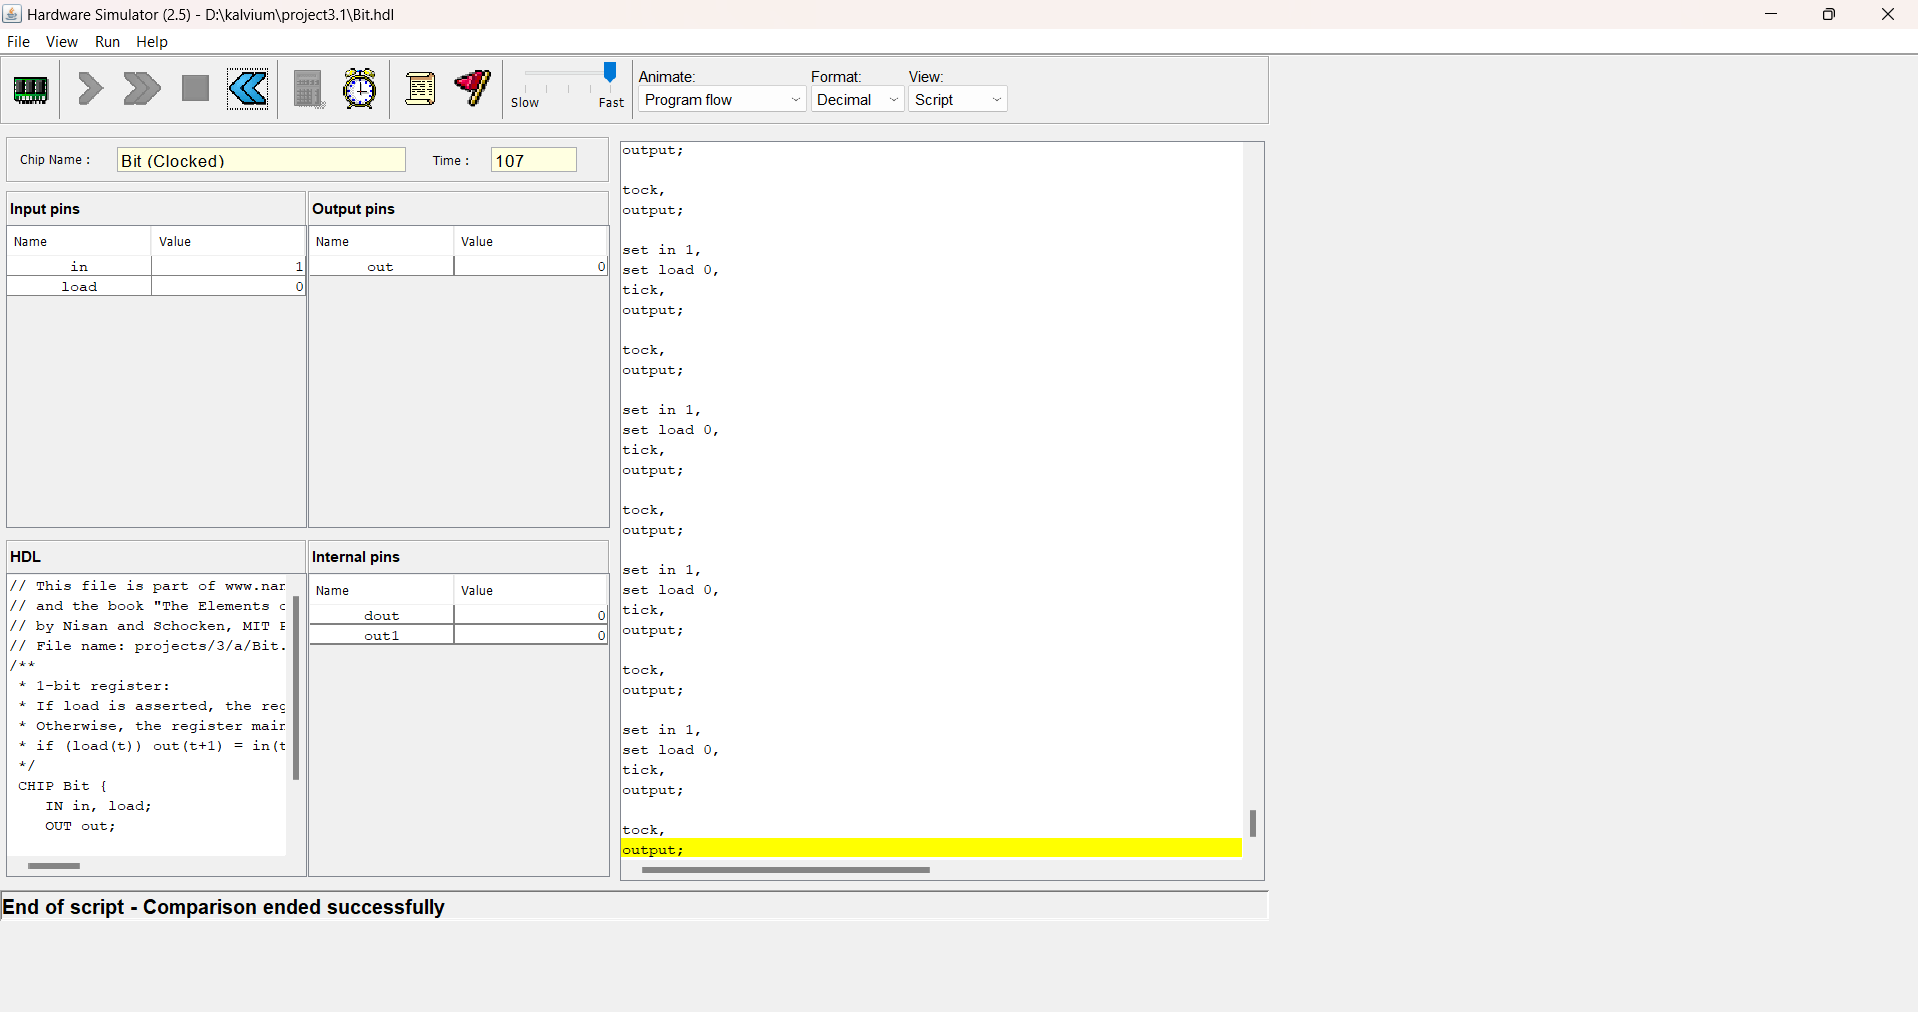 Hardware Simulator (2.5) - D:\kalvium\project3.1\Bit.hdl
File View Run Help
Slow Fast
Animate: Format: View:
Program flow Decimal Script
Chip Name : Bit (Clocked) Time : 107
Input pins
Name Value
in 1
load 0
Output pins
Name Value
out 0
HDL
// This file is part of www.nan
// and the book "The Elements o
// by Nisan and Schocken, MIT P
// File name: projects/3/a/Bit.
/**
* 1-bit register:
* If load is asserted, the reg
* Otherwise, the register main
* if (load(t)) out(t+1) = in(t
*/
CHIP Bit {
IN in, load;
OUT out;
Internal pins
Name Value
dout 0
out1 0
output;
tock,
output;
set in 1,
set load 0,
tick,
output;
tock,
output;
set in 1,
set load 0,
tick,
output;
tock,
output;
set in 1,
set load 0,
tick,
output;
tock,
output;
set in 1,
set load 0,
tick,
output;
tock,
output;
End of script - Comparison ended successfully